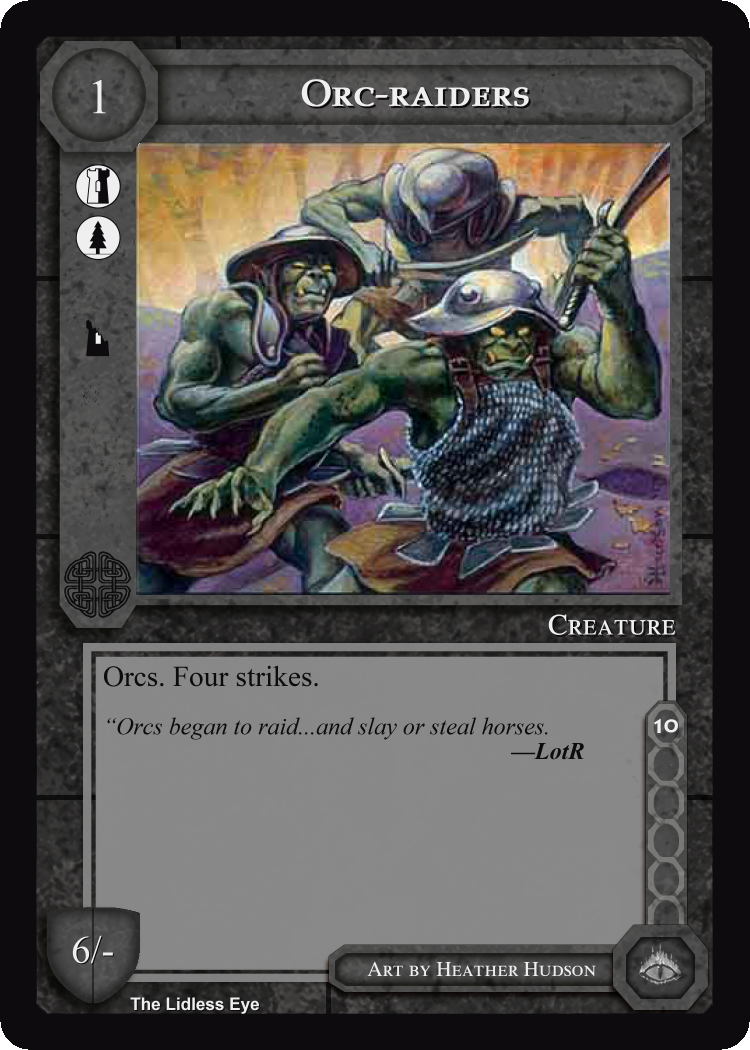 1
Orc-raiders
Creature
Orcs. Four strikes.
“Orcs began to raid...and slay or steal horses.
—LotR
10
6/-
Art by Heather Hudson
The Lidless Eye